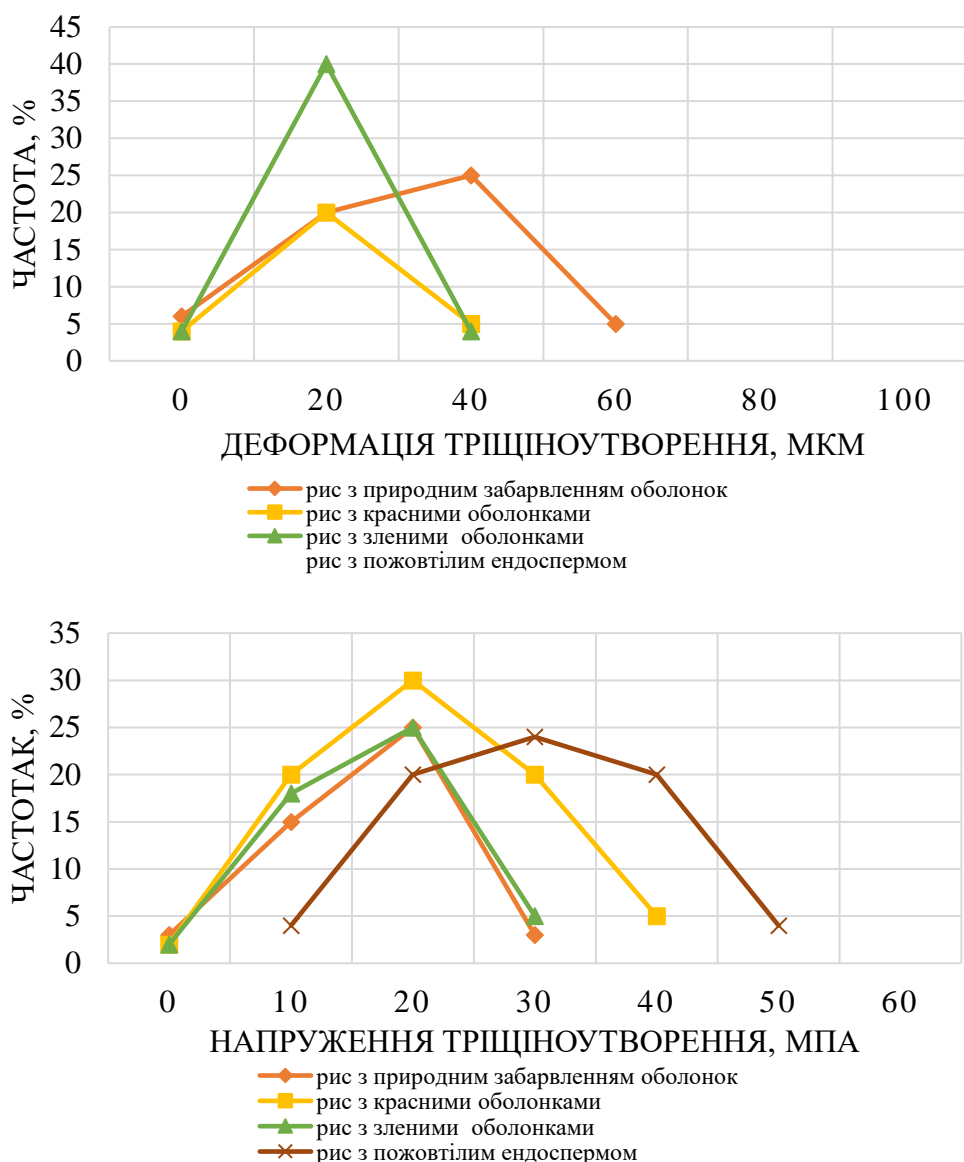 45
40
35
30
25
20
15
10
5
0
ЧАСТОТА, %
0 20 40 60 80 100
ДЕФОРМАЦІЯ ТРІЩІНОУТВОРЕННЯ, МКМ
рис з природним забарвленням оболонок
рис з красними оболонками
рис з зленими оболонками
рис з пожовтілим ендоспермом
35
30
25
20
15
10
5
0
ЧАСТОТАК, %
0 10 20 30 40 50 60
НАПРУЖЕННЯ ТРІЩІНОУТВОРЕННЯ, МПА
рис з природним забарвленням оболонок
рис з красними оболонками
рис з зленими оболонками
рис з пожовтілим ендоспермом